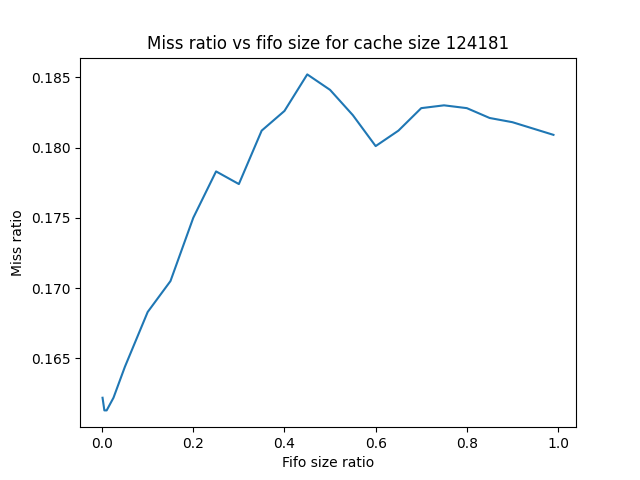 Miss ratio vs fifo size for cache size 124181
0.185
0.180
0.175
0.170
0.165
Miss ratio
0.0 0.2 0.4 0.6 0.8 1.0
Fifo size ratio